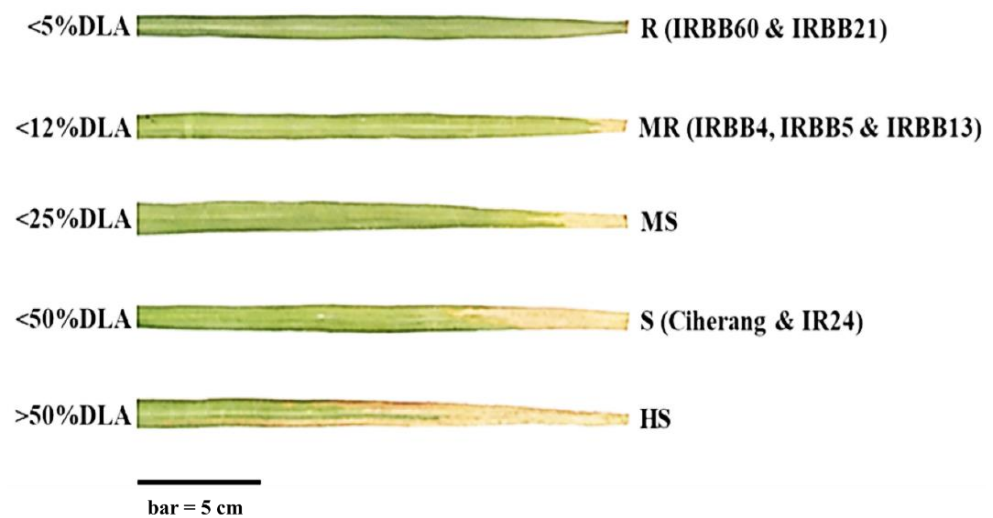 <5%DLA R (IRBB60 & IRBB21)
<12%DLA MR (IRBB4, IRBB5 & IRBB13)
<25%DLA MS
<50%DLA S (Ciherang & IR24)
>50%DLA HS
bar = 5 cm